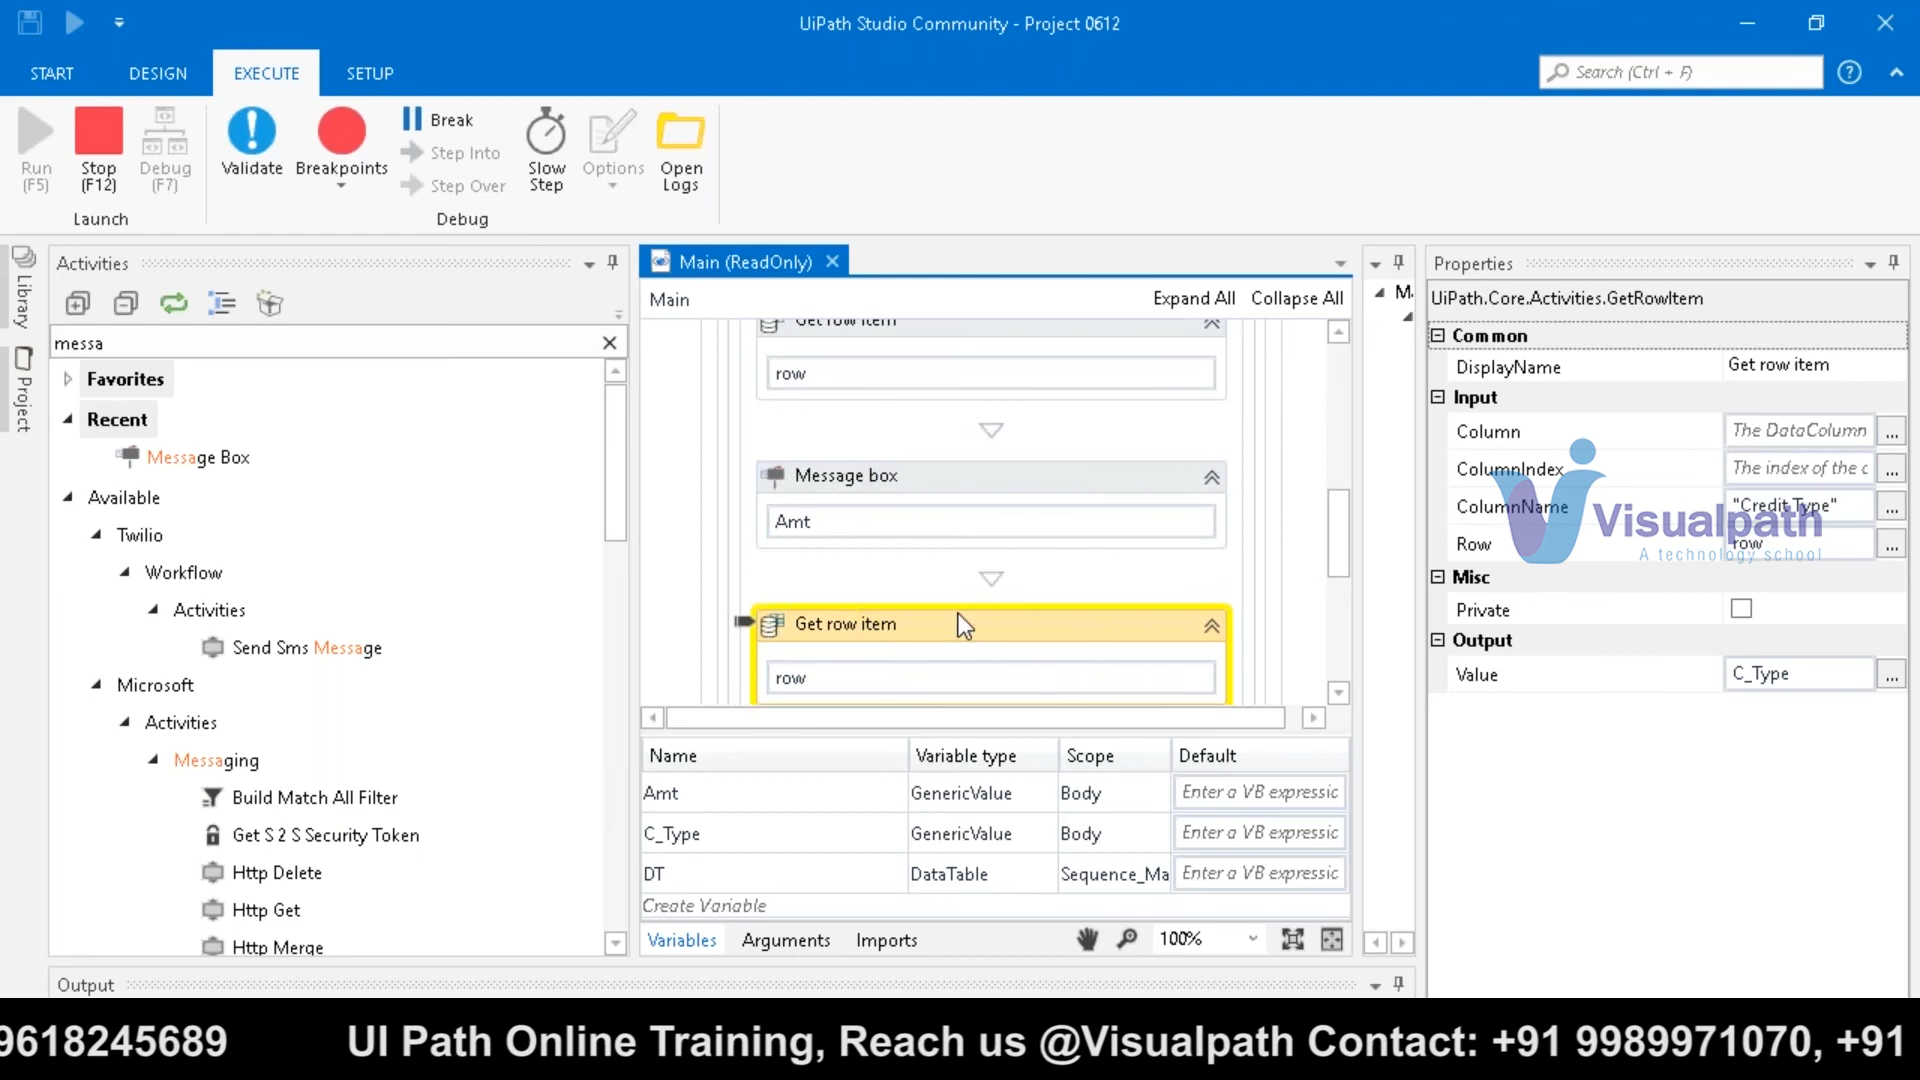 UiPath Studio Community - Project 0612
START DESIGN EXECUTE SETUP
Search (Ctrl + F)
Run (F5)
Stop (F12)
Debug (F7)
Launch
Validate
Breakpoints
Break
Step Into
Step Over
Slow Step
Options
Open Logs
Debug
Library
Project
Activities
messa
Favorites
Recent
Message Box
Available
Twilio
Workflow
Activities
Send Sms Message
Microsoft
Activities
Messaging
Build Match All Filter
Get S 2 S Security Token
Http Delete
Http Get
Http Merge
Main (ReadOnly)
Main Expand All Collapse All
Get row item
row
Message box
Amt
Get row item
row
Name Variable type Scope Default
Amt GenericValue Body Enter a VB expressic
C_Type GenericValue Body Enter a VB expressic
DT DataTable Sequence_Ma Enter a VB expressic
Create Variable
Variables Arguments Imports 100%
M
Properties
UiPath.Core.Activities.GetRowItem
Common
DisplayName Get row item
Input
Column The DataColumn ...
ColumnIndex The index of the c ...
ColumnName "Credit Type" ...
Row row ...
Visualpath
A technology school
Misc
Private
Output
Value C_Type ...
Output
9618245689 UI Path Online Training, Reach us @Visualpath Contact: +91 9989971070, +91